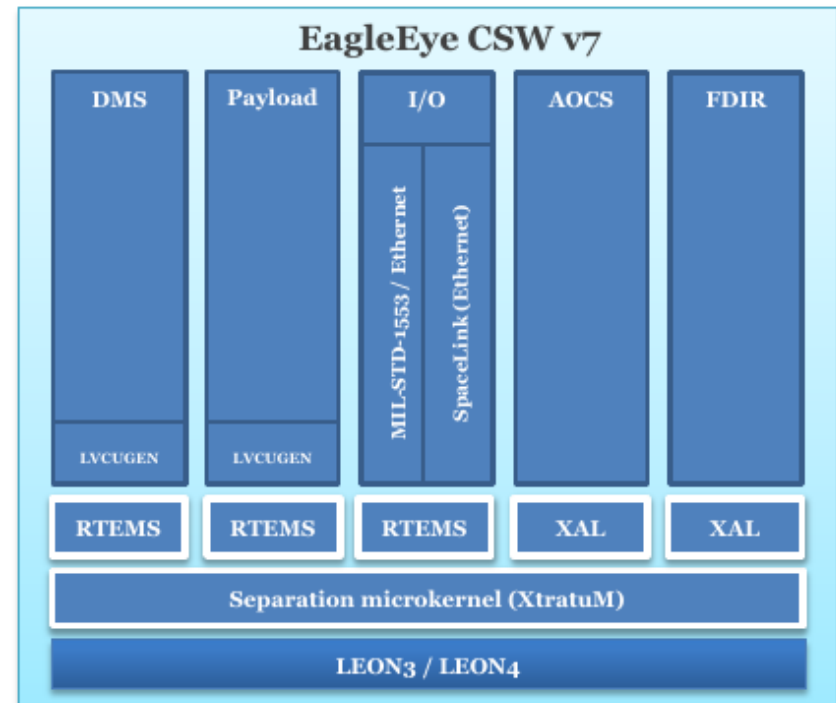 EagleEye CSW v7
DMS
Payload
I/O
AOCS
FDIR
MIL-STD-1553 / Ethernet
SpaceLink (Ethernet)
LVCUGEN
LVCUGEN
RTEMS
RTEMS
RTEMS
XAL
XAL
Separation microkernel (XtratuM)
LEON3 / LEON4